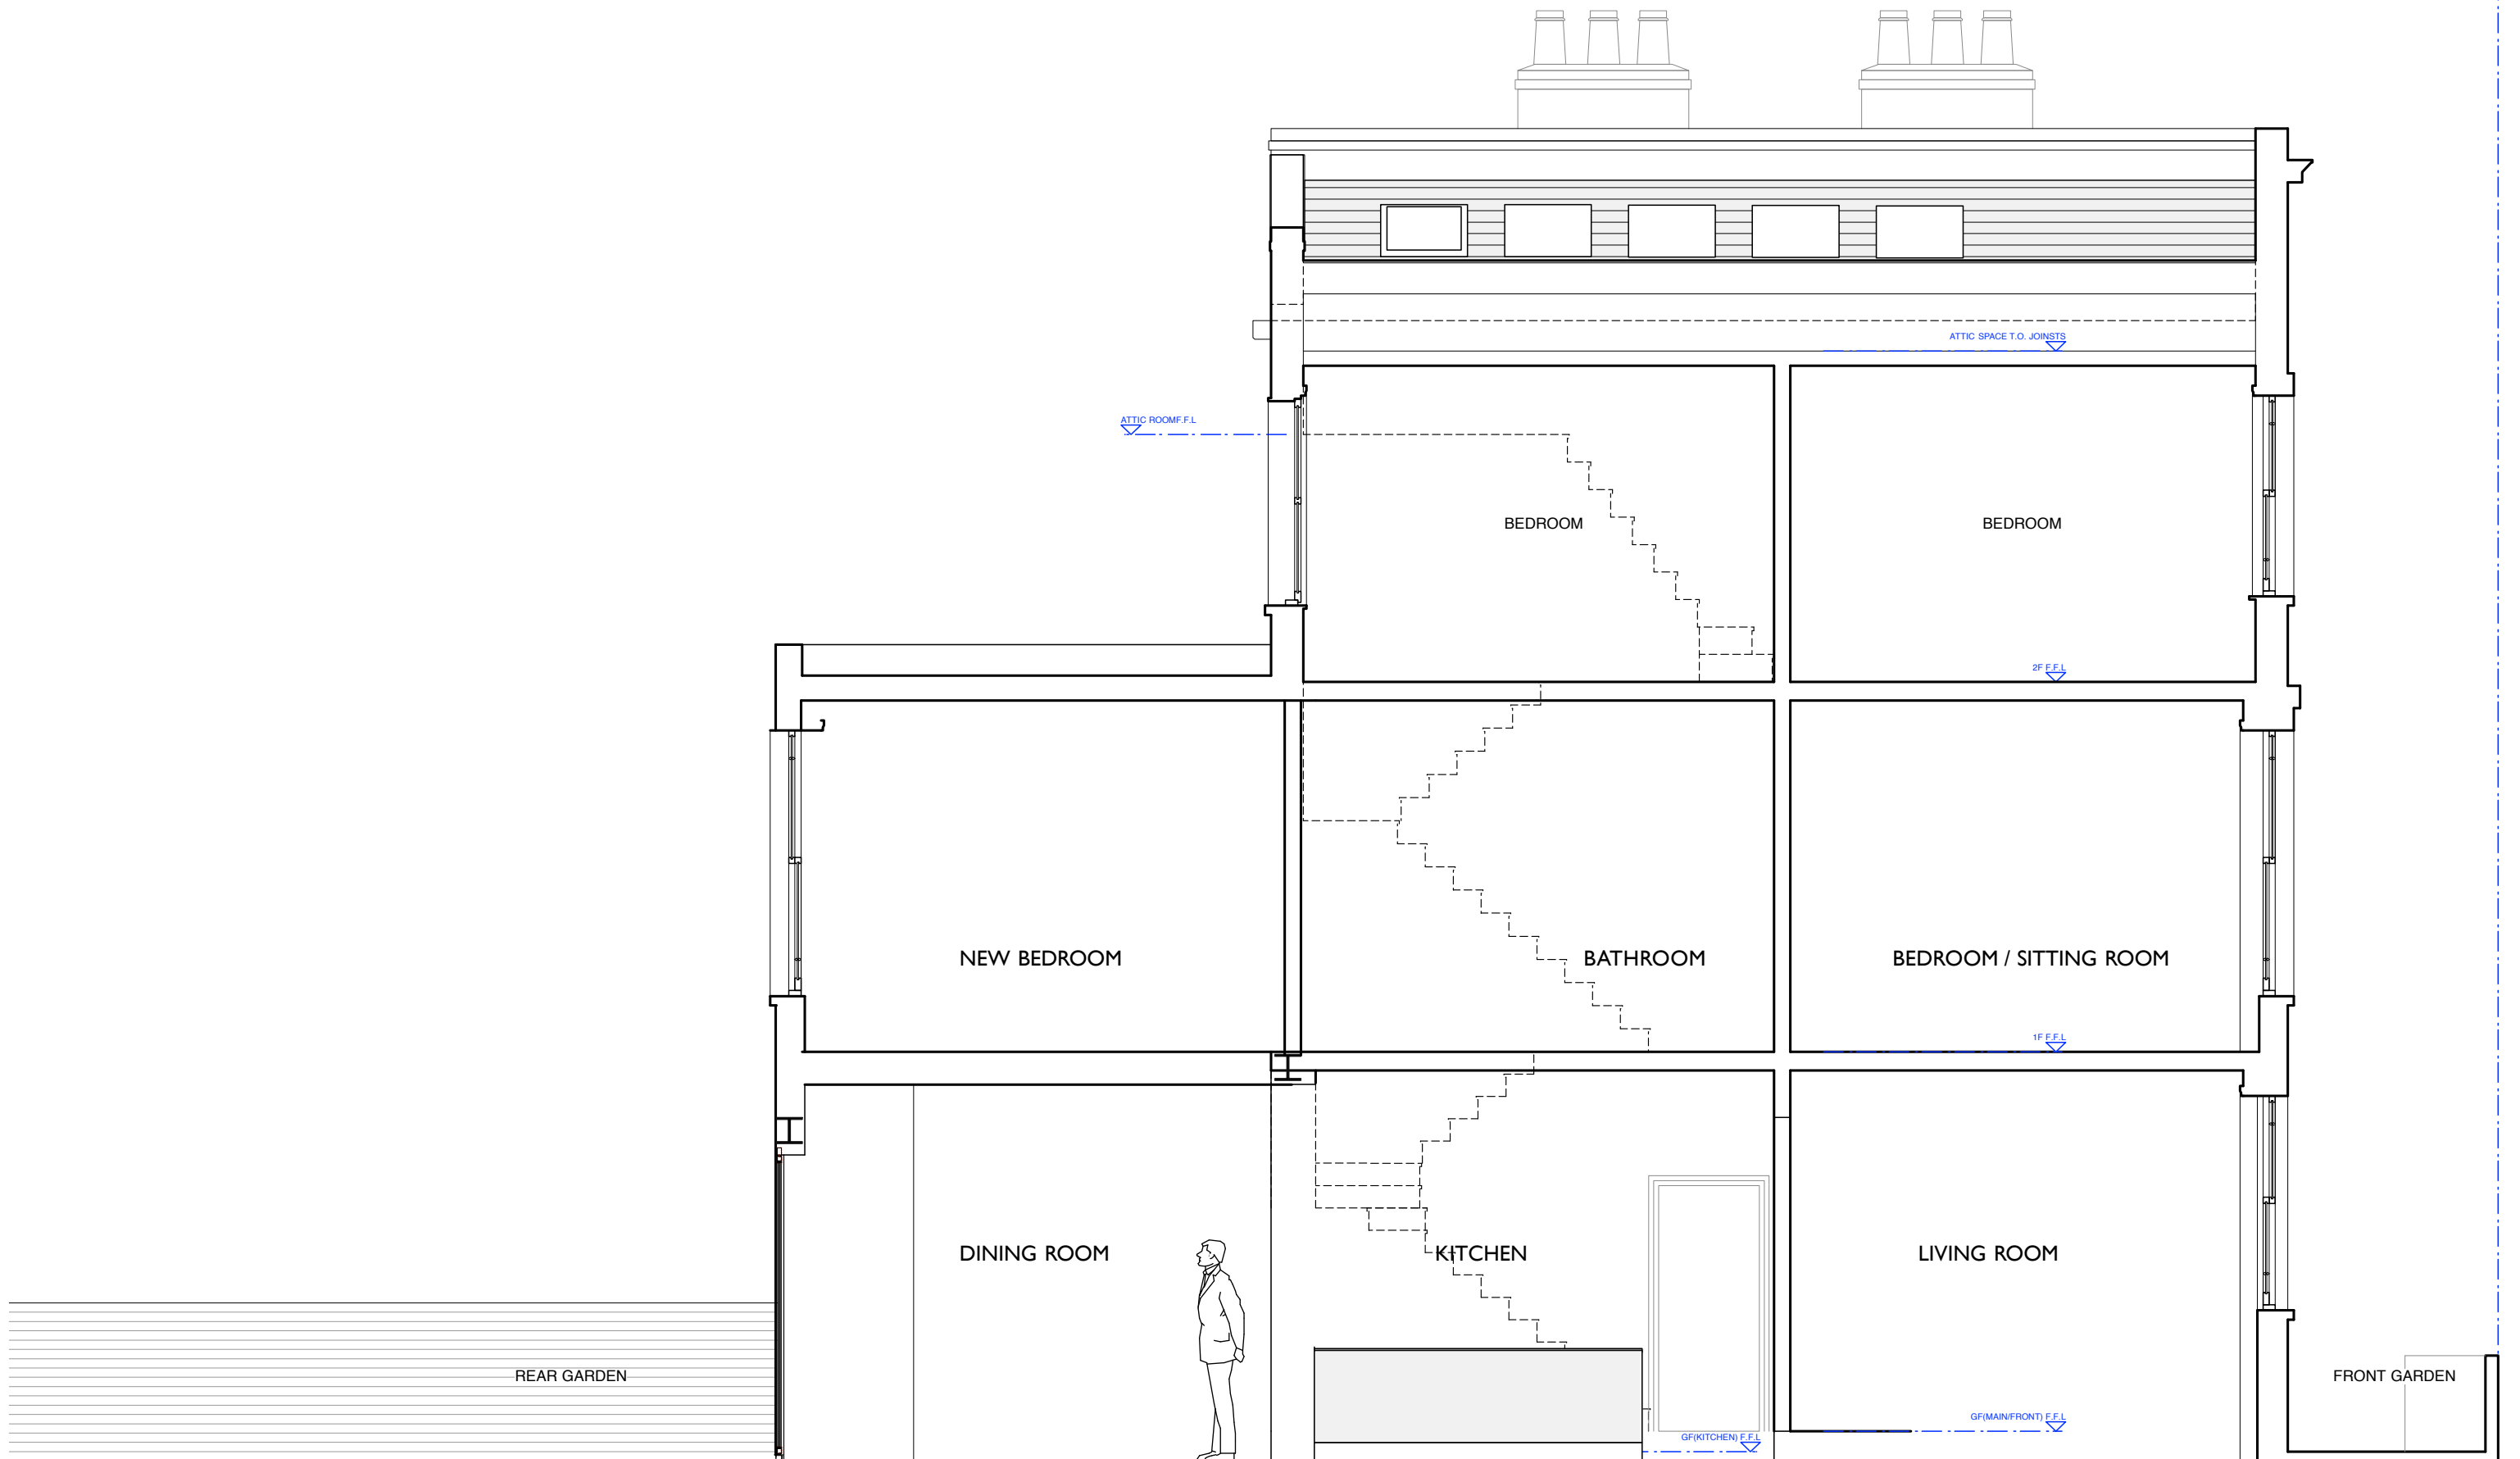 ATTIC SPACE T.O. JOINSTS
ATTIC ROOMF.F.L
BEDROOM
BEDROOM
2F F.F.L
NEW BEDROOM
BATHROOM
BEDROOM / SITTING ROOM
1F F.F.L
DINING ROOM
KITCHEN
LIVING ROOM
REAR GARDEN
FRONT GARDEN
GF(MAIN/FRONT) F.F.L
GF(KITCHEN) F.F.L